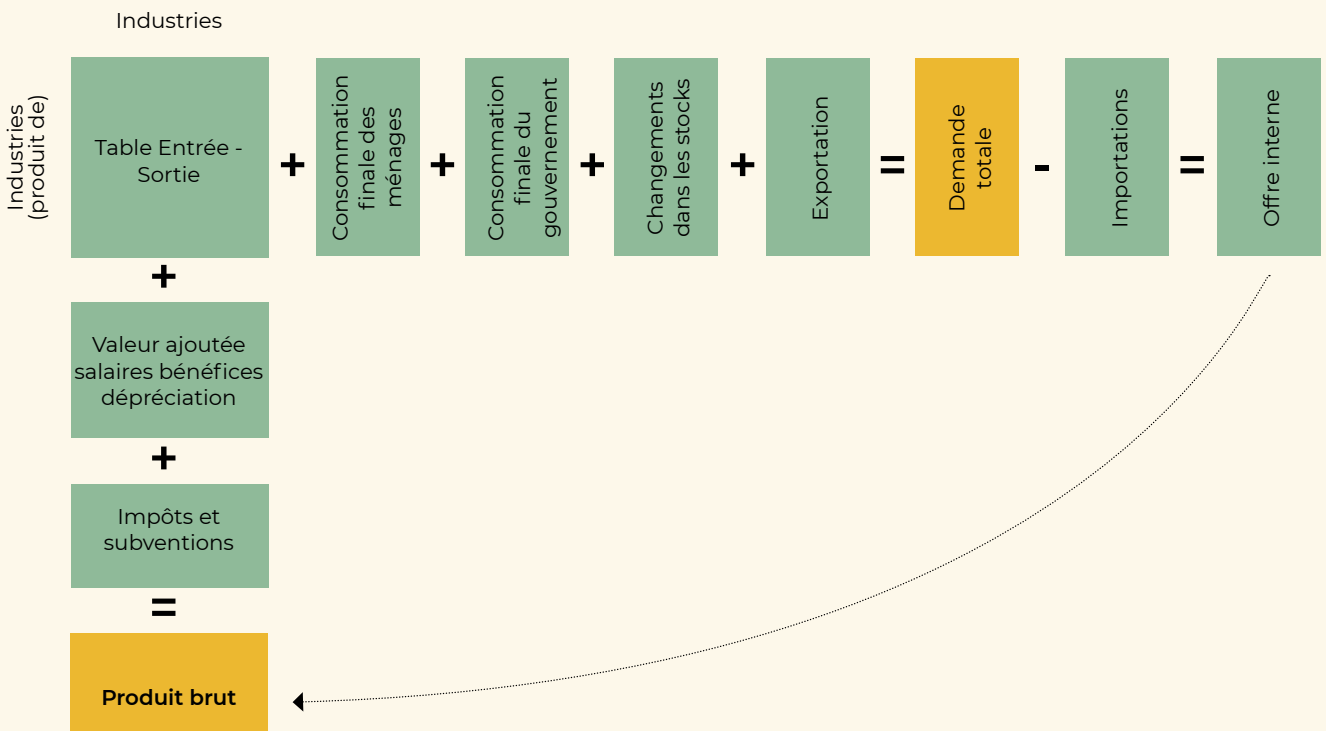 Industries
Industries
(produit de)
Table Entrée -
Sortie
+
Consommation
finale des
ménages
+
Consommation
finale du
gouvernement
+
Changements
dans les stocks
+
Exportation
=
Demande
totale
-
Importations
=
Offre interne
+
Valeur ajoutée
salaires bénéfices
dépréciation
+
Impôts et
subventions
=
Produit brut